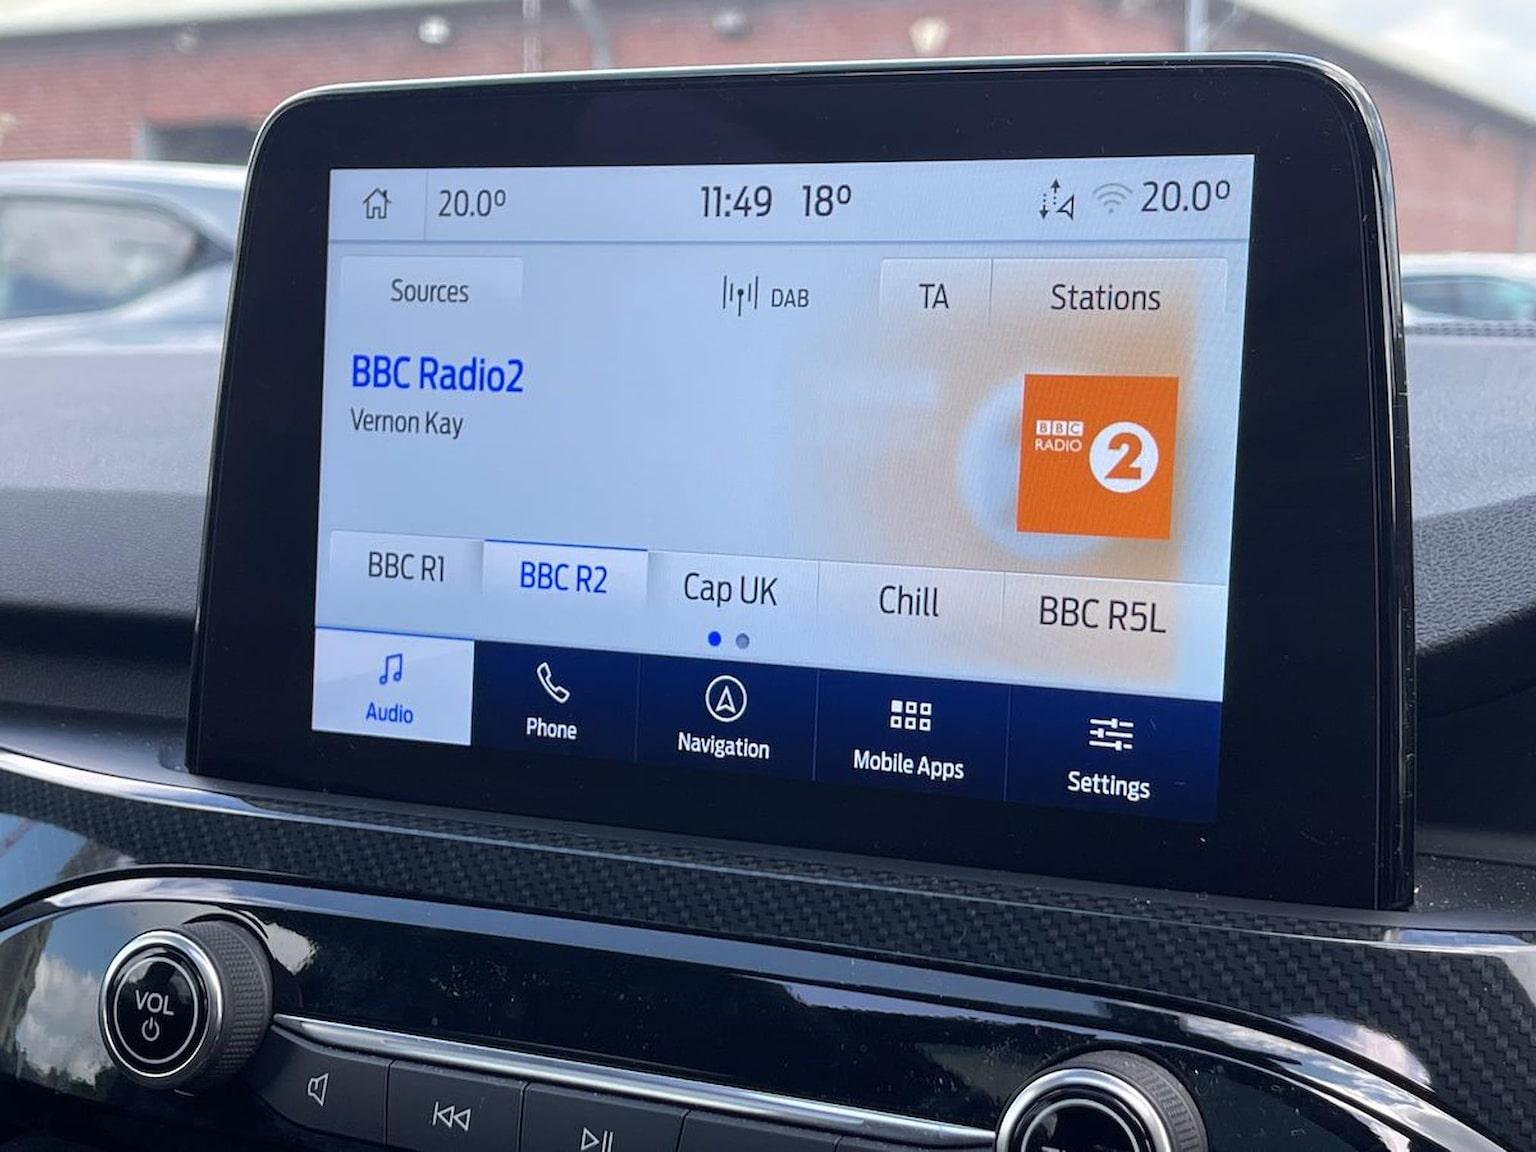 20.0° 11:49 18° 20.0°
Sources DAB TA Stations
BBC Radio2
Vernon Kay
BBC
RADIO 2
BBC R1 BBC R2 Cap UK Chill BBC R5L
Audio Phone Navigation Mobile Apps Settings
VOL